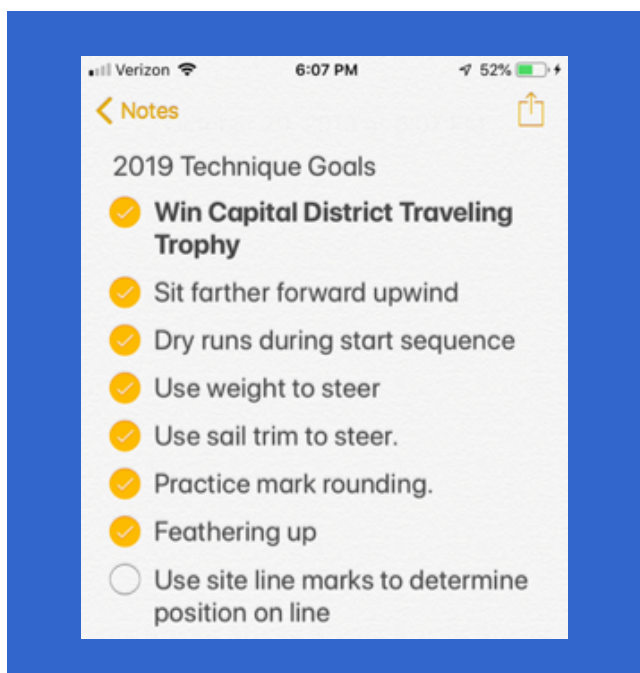 Verizon 6:07 PM 52%
Notes
2019 Technique Goals
Win Capital District Traveling
Trophy
Sit farther forward upwind
Dry runs during start sequence
Use weight to steer
Use sail trim to steer.
Practice mark rounding.
Feathering up
Use site line marks to determine
position on line